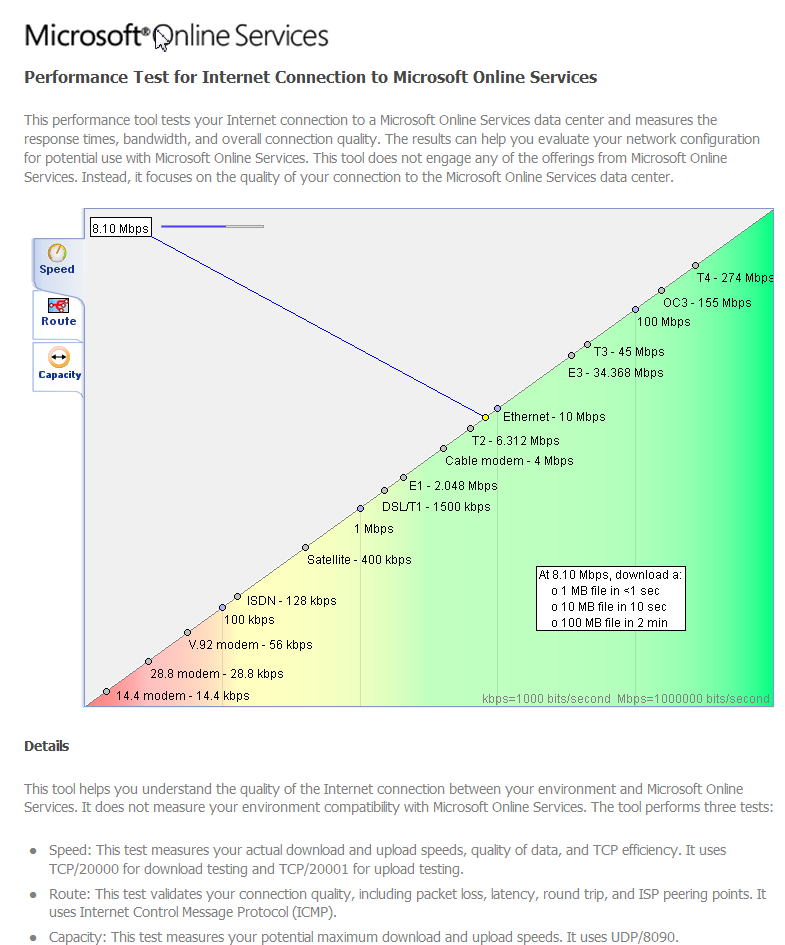 Microsoft® Online Services
Performance Test for Internet Connection to Microsoft Online Services
This performance tool tests your Internet connection to a Microsoft Online Services data center and measures the
response times, bandwidth, and overall connection quality. The results can help you evaluate your network configuration
for potential use with Microsoft Online Services. This tool does not engage any of the offerings from Microsoft Online
Services. Instead, it focuses on the quality of your connection to the Microsoft Online Services data center.
8.10 Mbps
Speed
Route
Capacity
T4 - 274 Mbps
OC3 - 155 Mbps
100 Mbps
T3 - 45 Mbps
E3 - 34.368 Mbps
Ethernet - 10 Mbps
T2 - 6.312 Mbps
Cable modem - 4 Mbps
E1 - 2.048 Mbps
DSL/T1 - 1500 kbps
1 Mbps
Satellite - 400 kbps
ISDN - 128 kbps
100 kbps
V.92 modem - 56 kbps
28.8 modem - 28.8 kbps
14.4 modem - 14.4 kbps
At 8.10 Mbps, download a:
o 1 MB file in <1 sec
o 10 MB file in 10 sec
o 100 MB file in 2 min
kbps=1000 bits/second Mbps=1000000 bits/second
Details
This tool helps you understand the quality of the Internet connection between your environment and Microsoft Online
Services. It does not measure your environment compatibility with Microsoft Online Services. The tool performs three tests:
● Speed: This test measures your actual download and upload speeds, quality of data, and TCP efficiency. It uses
TCP/20000 for download testing and TCP/20001 for upload testing.
● Route: This test validates your connection quality, including packet loss, latency, round trip, and ISP peering points. It
uses Internet Control Message Protocol (ICMP).
● Capacity: This test measures your potential maximum download and upload speeds. It uses UDP/8090.